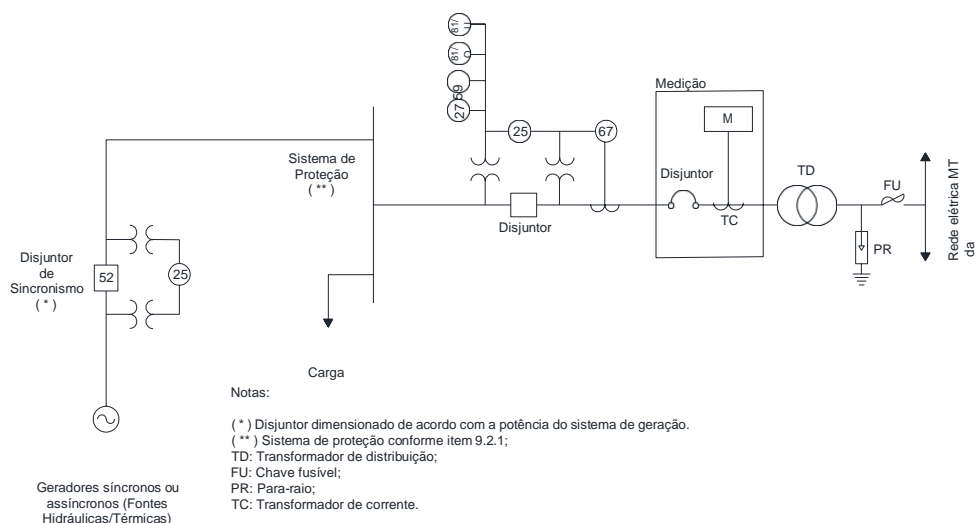 81/
81/
59
27
25
67
Medição
M
Disjuntor
TC
TD
FU
PR
Rede elétrica MT
da
Sistema de
Proteção
( ** )
Disjuntor
Disjuntor
de
Sincronismo
( * )
52
25
Carga
Geradores síncronos ou
assíncronos (Fontes
Hidráulicas/Térmicas)
Notas:
( * ) Disjuntor dimensionado de acordo com a potência do sistema de geração.
( ** ) Sistema de proteção conforme item 9.2.1;
TD: Transformador de distribuição;
FU: Chave fusível;
PR: Para-raio;
TC: Transformador de corrente.